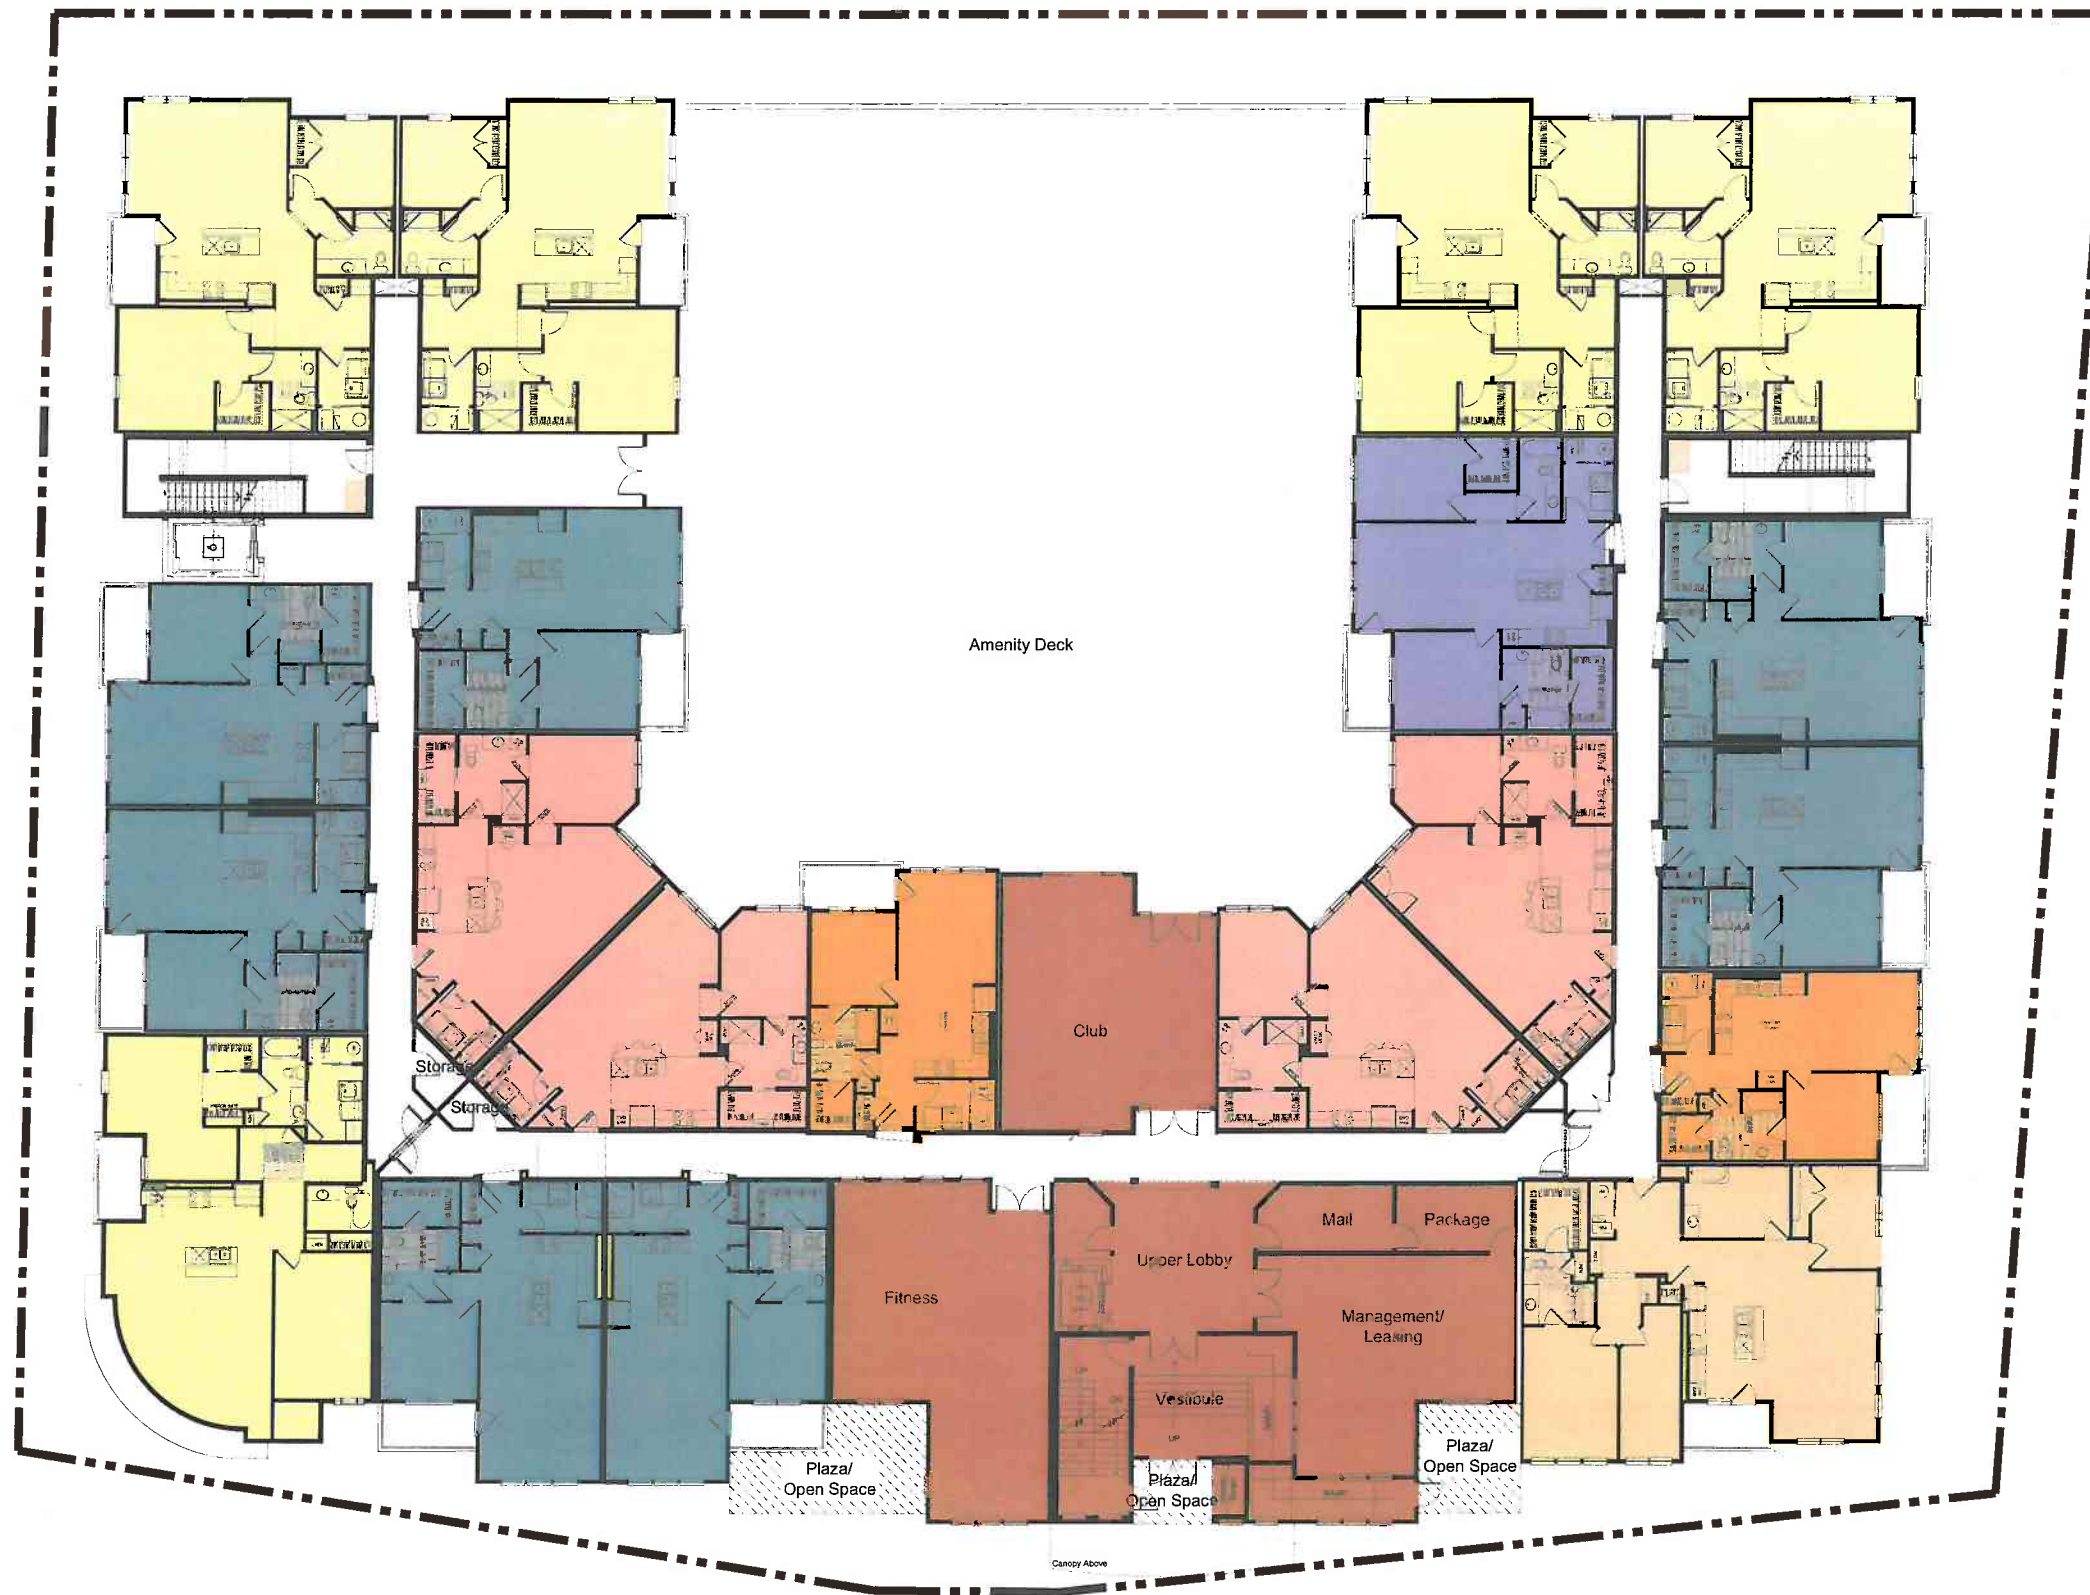 Amenity Deck
Club
Storage
Storage
Mail
Package
Upper Lobby
Fitness
Management/
Leasing
Vestibule
UP
Plaza/
Open Space
Plaza/
Open Space
Plaza/
Open Space
Canopy Above